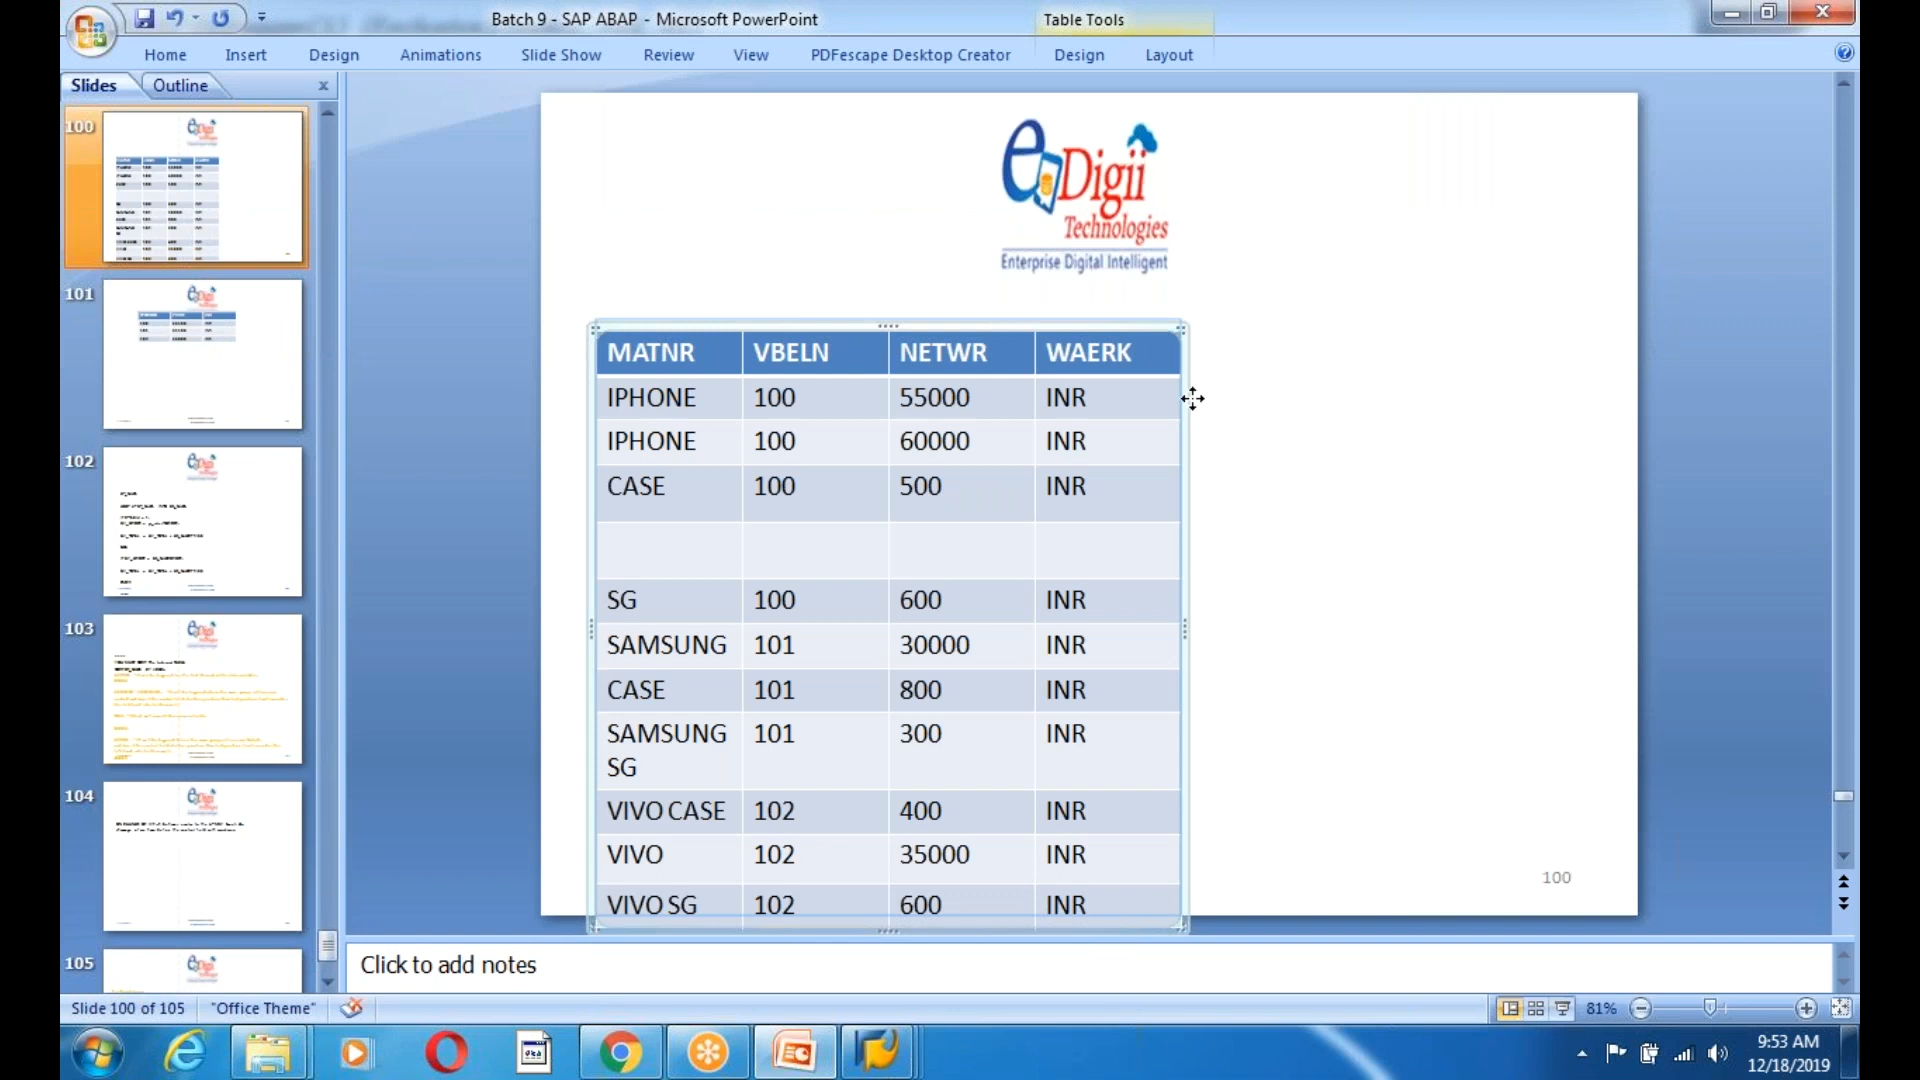 Batch 9 - SAP ABAP - Microsoft PowerPoint
Table Tools
Home Insert Design Animations Slide Show Review View PDFescape Desktop Creator Design Layout
Slides Outline
100
101
102
103
104
105
e Digii
Technologies
Enterprise Digital Intelligent
MATNR VBELN NETWR WAERK
IPHONE 100 55000 INR
IPHONE 100 60000 INR
CASE 100 500 INR
SG 100 600 INR
SAMSUNG 101 30000 INR
CASE 101 800 INR
SAMSUNG SG 101 300 INR
VIVO CASE 102 400 INR
VIVO 102 35000 INR
VIVO SG 102 600 INR
100
Click to add notes
Slide 100 of 105 "Office Theme" 81%
9:53 AM
12/18/2019